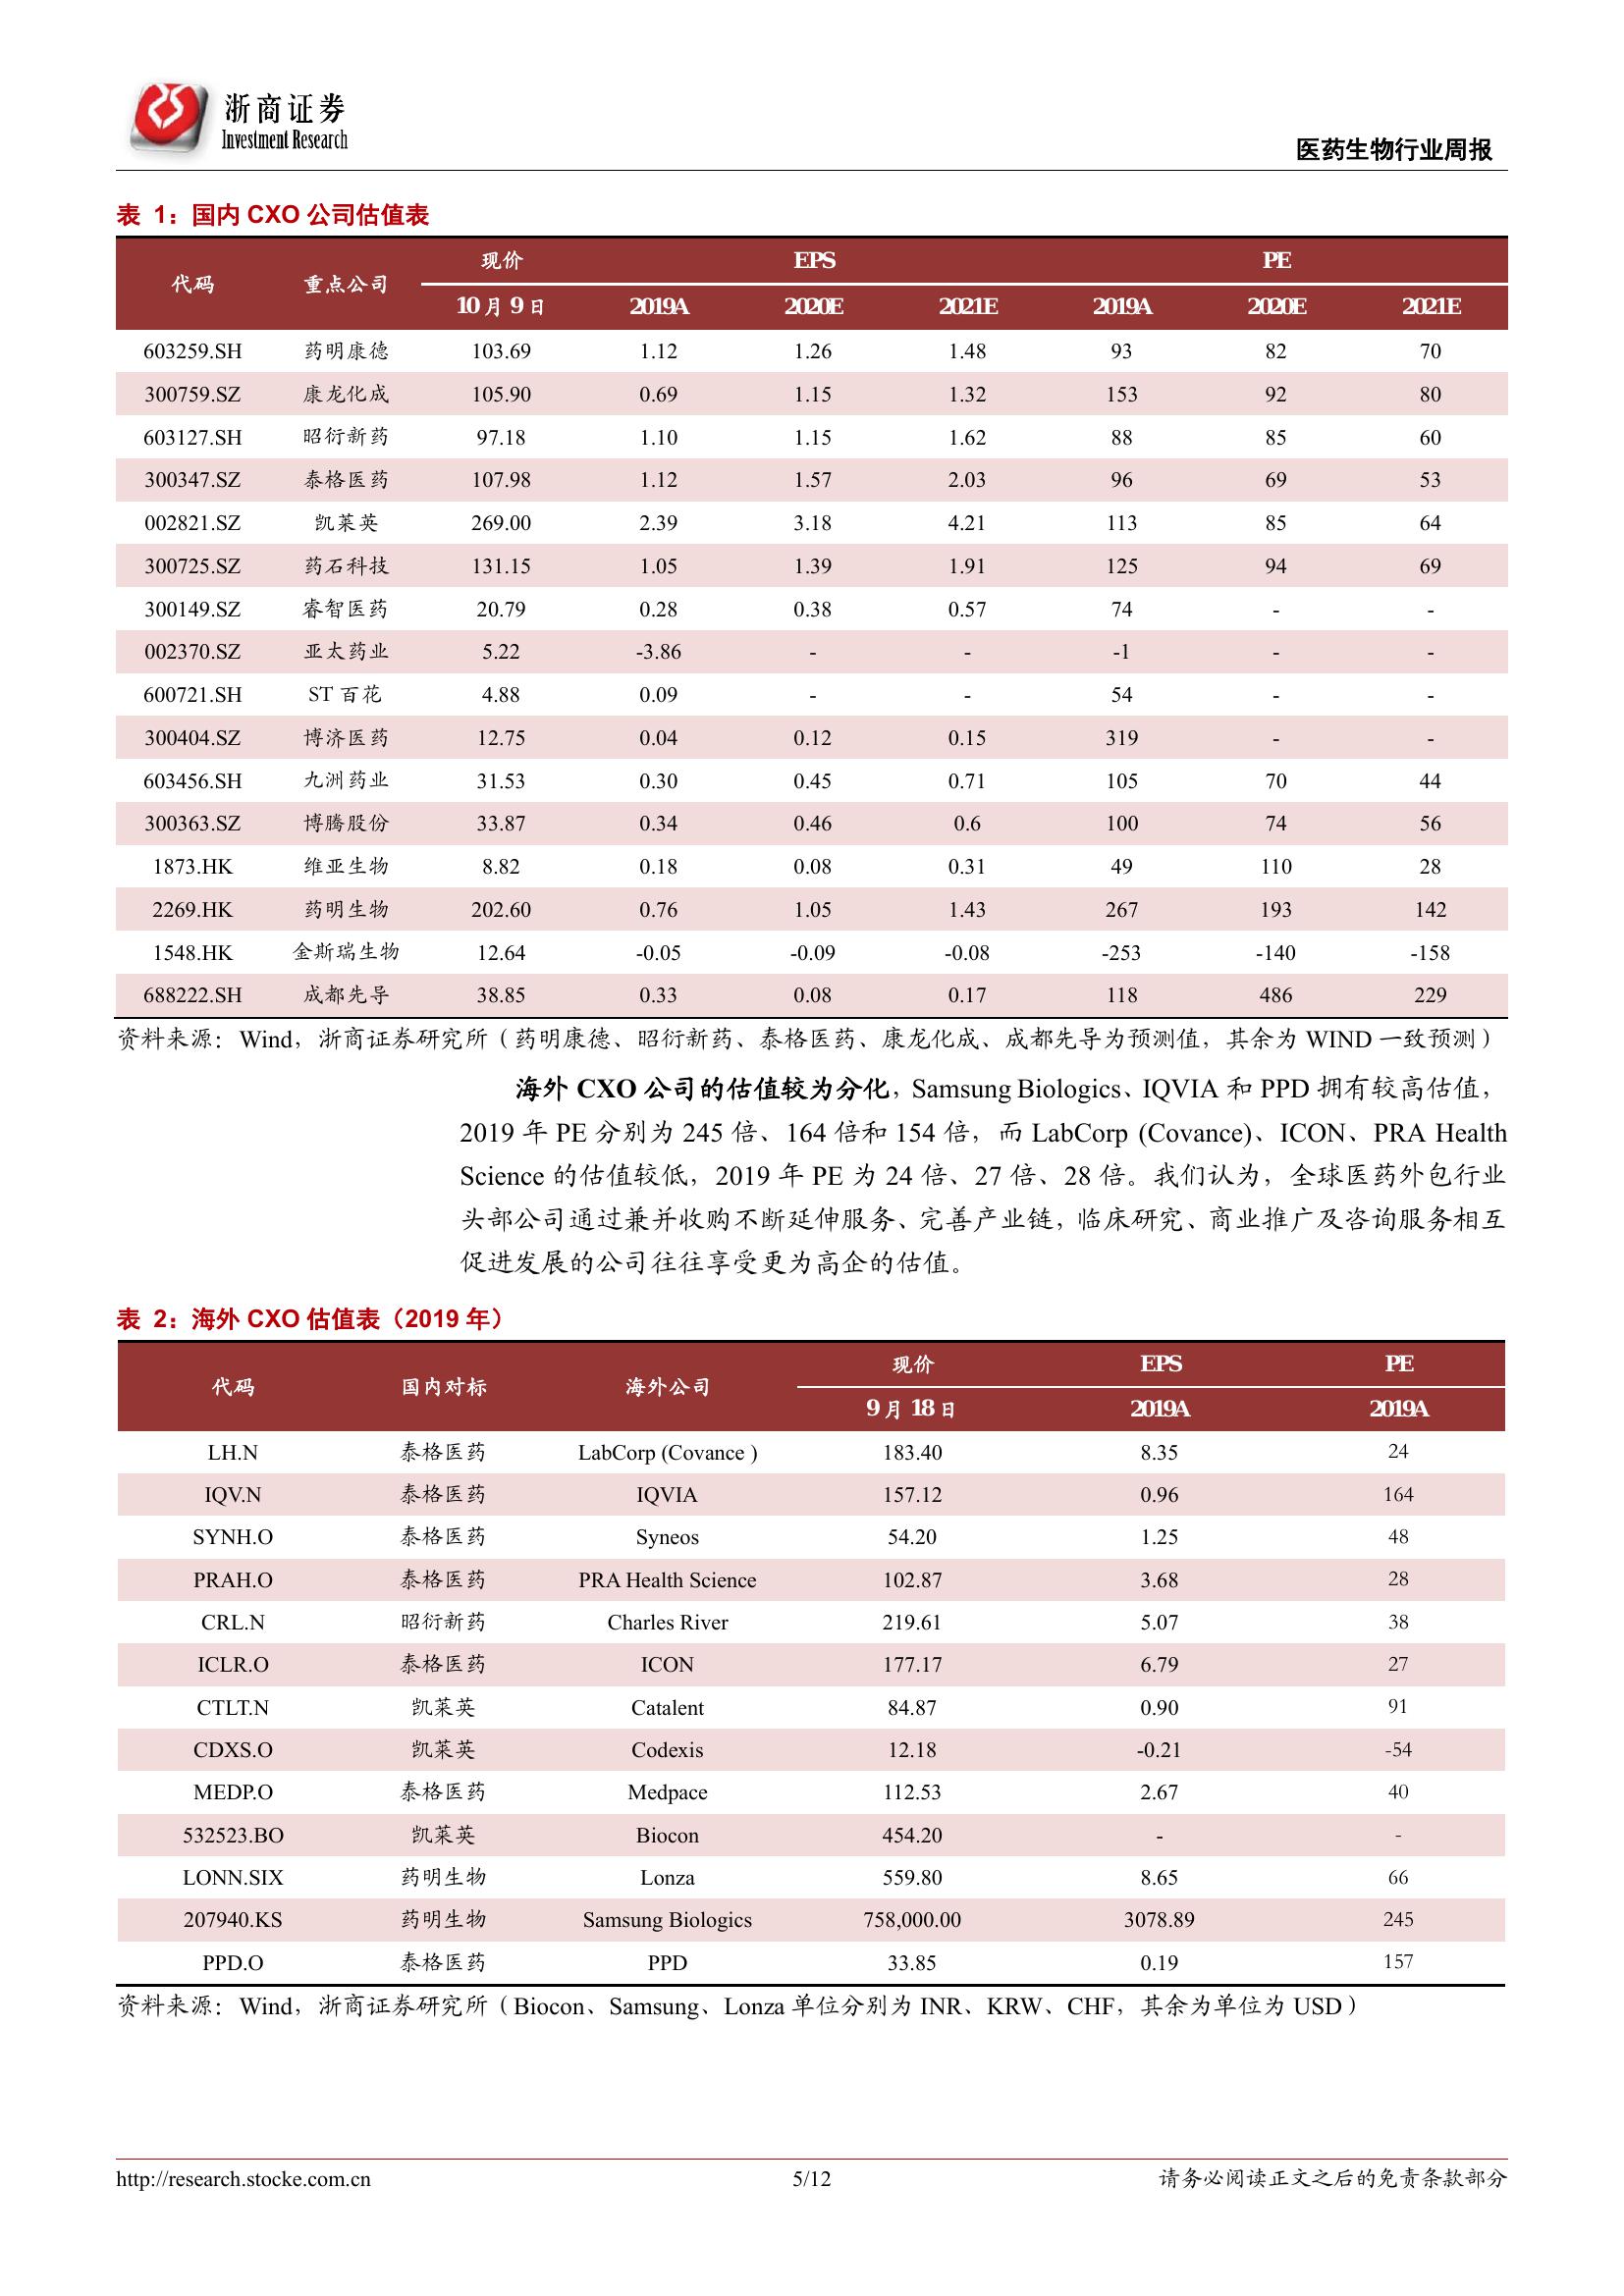 浙商证券
Investment Research
医药生物行业周报
表 1：国内 CXO 公司估值表
代码 重点公司 现价 EPS PE
10 月 9 日 2019A 2020E 2021E 2019A 2020E 2021E
603259.SH 药明康德 103.69 1.12 1.26 1.48 93 82 70
300759.SZ 康龙化成 105.90 0.69 1.15 1.32 153 92 80
603127.SH 昭衍新药 97.18 1.10 1.15 1.62 88 85 60
300347.SZ 泰格医药 107.98 1.12 1.57 2.03 96 69 53
002821.SZ 凯莱英 269.00 2.39 3.18 4.21 113 85 64
300725.SZ 药石科技 131.15 1.05 1.39 1.91 125 94 69
300149.SZ 睿智医药 20.79 0.28 0.38 0.57 74 - -
002370.SZ 亚太药业 5.22 -3.86 - - -1 - -
600721.SH ST 百花 4.88 0.09 - - 54 - -
300404.SZ 博济医药 12.75 0.04 0.12 0.15 319 - -
603456.SH 九洲药业 31.53 0.30 0.45 0.71 105 70 44
300363.SZ 博腾股份 33.87 0.34 0.46 0.6 100 74 56
1873.HK 维亚生物 8.82 0.18 0.08 0.31 49 110 28
2269.HK 药明生物 202.60 0.76 1.05 1.43 267 193 142
1548.HK 金斯瑞生物 12.64 -0.05 -0.09 -0.08 -253 -140 -158
688222.SH 成都先导 38.85 0.33 0.08 0.17 118 486 229
资料来源：Wind，浙商证券研究所（药明康德、昭衍新药、泰格医药、康龙化成、成都先导为预测值，其余为 WIND 一致预测）
海外 CXO 公司的估值较为分化，Samsung Biologics、IQVIA 和 PPD 拥有较高估值，
2019 年 PE 分别为 245 倍、164 倍和 154 倍，而 LabCorp (Covance)、ICON、PRA Health
Science 的估值较低，2019 年 PE 为 24 倍、27 倍、28 倍。我们认为，全球医药外包行业
头部公司通过兼并收购不断延伸服务、完善产业链，临床研究、商业推广及咨询服务相互
促进发展的公司往往享受更为高企的估值。
表 2：海外 CXO 估值表（2019 年）
代码 国内对标 海外公司 现价 EPS PE
9 月 18 日 2019A 2019A
LH.N 泰格医药 LabCorp (Covance ) 183.40 8.35 24
IQV.N 泰格医药 IQVIA 157.12 0.96 164
SYNH.O 泰格医药 Syneos 54.20 1.25 48
PRAH.O 泰格医药 PRA Health Science 102.87 3.68 28
CRL.N 昭衍新药 Charles River 219.61 5.07 38
ICLR.O 泰格医药 ICON 177.17 6.79 27
CTLT.N 凯莱英 Catalent 84.87 0.90 91
CDXS.O 凯莱英 Codexis 12.18 -0.21 -54
MEDP.O 泰格医药 Medpace 112.53 2.67 40
532523.BO 凯莱英 Biocon 454.20 - -
LONN.SIX 药明生物 Lonza 559.80 8.65 66
207940.KS 药明生物 Samsung Biologics 758,000.00 3078.89 245
PPD.O 泰格医药 PPD 33.85 0.19 157
资料来源：Wind，浙商证券研究所（Biocon、Samsung、Lonza 单位分别为 INR、KRW、CHF，其余为单位为 USD）
http://research.stocke.com.cn 5/12 请务必阅读正文之后的免责条款部分